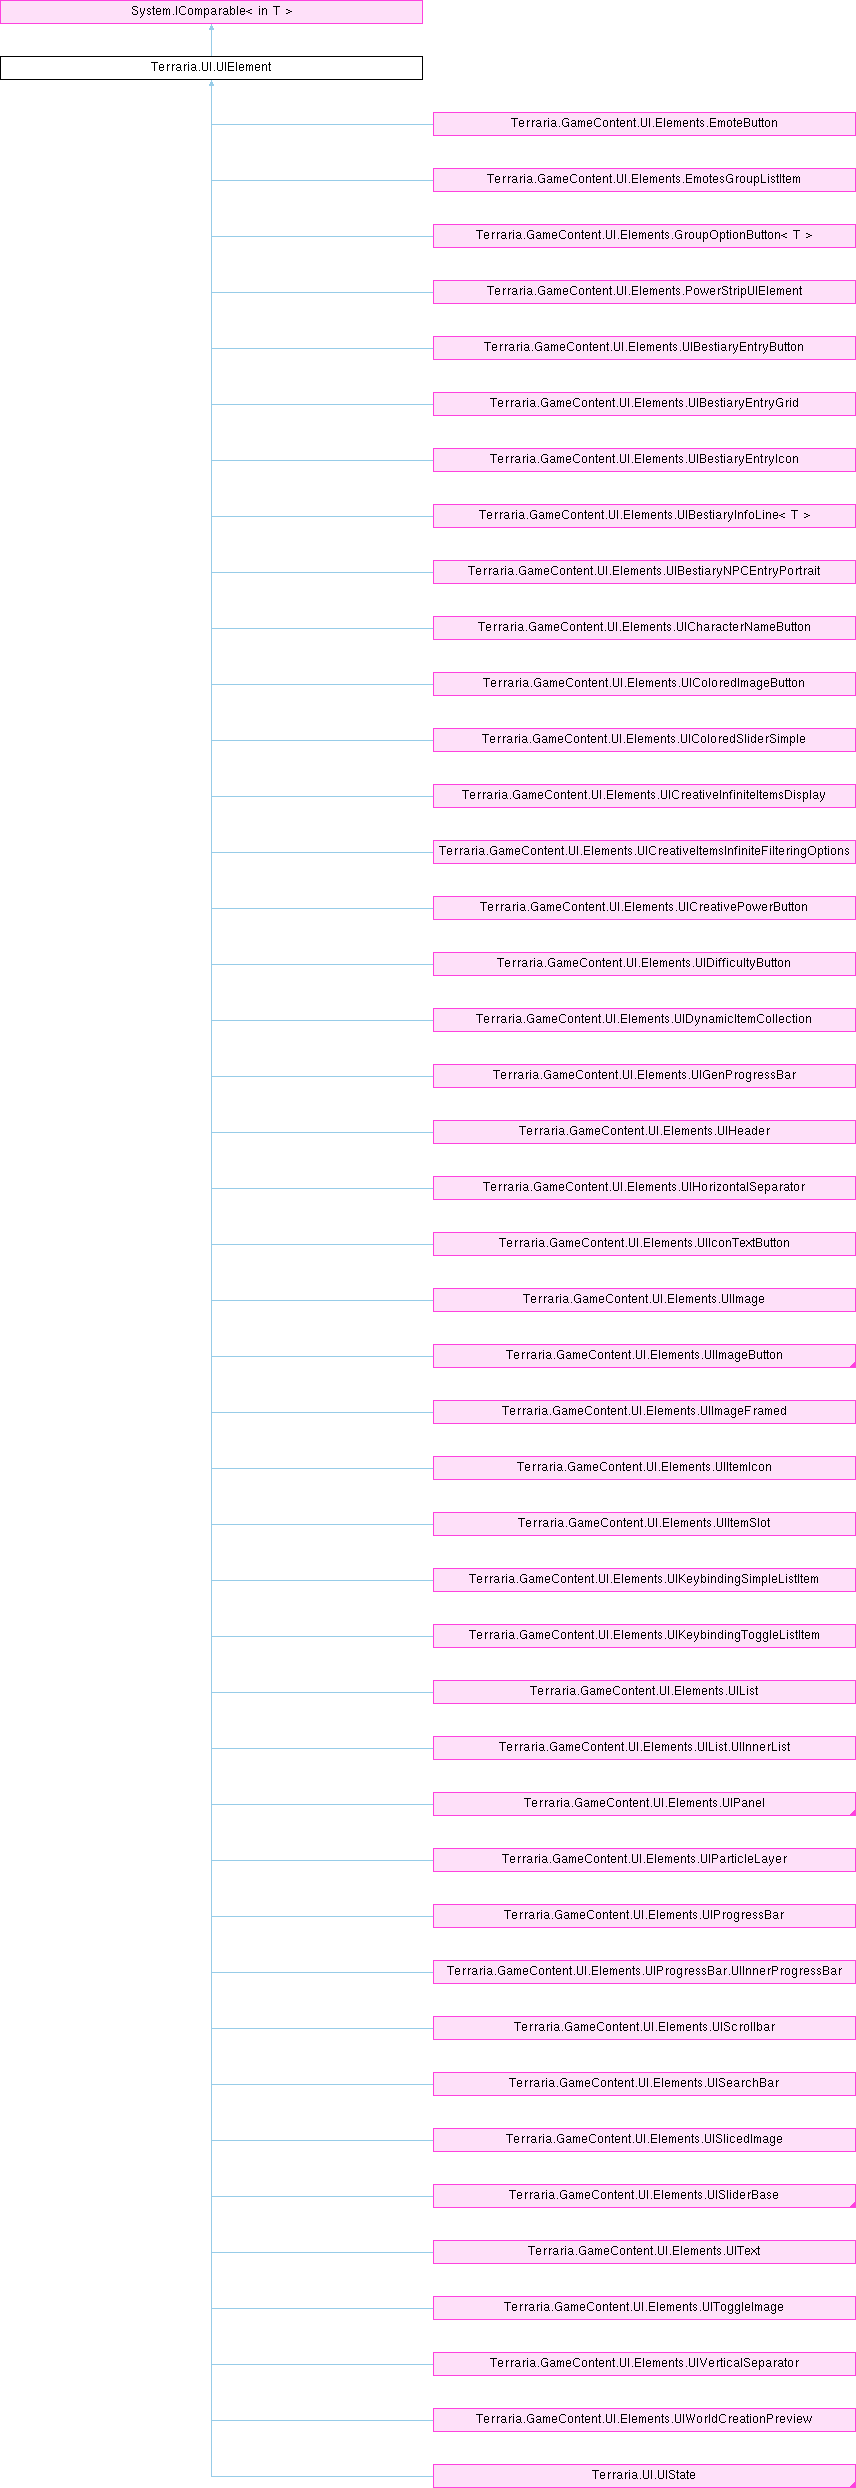 System.IComparable< in T >
Terraria.UI.UIElement
Terraria.GameContent.UI.Elements.EmoteButton
Terraria.GameContent.UI.Elements.EmotesGroupListItem
Terraria.GameContent.UI.Elements.GroupOptionButton< T >
Terraria.GameContent.UI.Elements.PowerStripUIElement
Terraria.GameContent.UI.Elements.UIBestiaryEntryButton
Terraria.GameContent.UI.Elements.UIBestiaryEntryGrid
Terraria.GameContent.UI.Elements.UIBestiaryEntryIcon
Terraria.GameContent.UI.Elements.UIBestiaryInfoLine< T >
Terraria.GameContent.UI.Elements.UIBestiaryNPCEntryPortrait
Terraria.GameContent.UI.Elements.UICharacterNameButton
Terraria.GameContent.UI.Elements.UIColoredImageButton
Terraria.GameContent.UI.Elements.UIColoredSliderSimple
Terraria.GameContent.UI.Elements.UICreativeInfiniteItemsDisplay
Terraria.GameContent.UI.Elements.UICreativeItemsInfiniteFilteringOptions
Terraria.GameContent.UI.Elements.UICreativePowerButton
Terraria.GameContent.UI.Elements.UIDifficultyButton
Terraria.GameContent.UI.Elements.UIDynamicItemCollection
Terraria.GameContent.UI.Elements.UIGenProgressBar
Terraria.GameContent.UI.Elements.UIHeader
Terraria.GameContent.UI.Elements.UIHorizontalSeparator
Terraria.GameContent.UI.Elements.UIIconTextButton
Terraria.GameContent.UI.Elements.UIImage
Terraria.GameContent.UI.Elements.UIImageButton
Terraria.GameContent.UI.Elements.UIImageFramed
Terraria.GameContent.UI.Elements.UIItemIcon
Terraria.GameContent.UI.Elements.UIItemSlot
Terraria.GameContent.UI.Elements.UIKeybindingSimpleListItem
Terraria.GameContent.UI.Elements.UIKeybindingToggleListItem
Terraria.GameContent.UI.Elements.UIList
Terraria.GameContent.UI.Elements.UIList.UIInnerList
Terraria.GameContent.UI.Elements.UIPanel
Terraria.GameContent.UI.Elements.UIParticleLayer
Terraria.GameContent.UI.Elements.UIProgressBar
Terraria.GameContent.UI.Elements.UIProgressBar.UIInnerProgressBar
Terraria.GameContent.UI.Elements.UIScrollbar
Terraria.GameContent.UI.Elements.UISearchBar
Terraria.GameContent.UI.Elements.UISlicedImage
Terraria.GameContent.UI.Elements.UISliderBase
Terraria.GameContent.UI.Elements.UIText
Terraria.GameContent.UI.Elements.UIToggleImage
Terraria.GameContent.UI.Elements.UIVerticalSeparator
Terraria.GameContent.UI.Elements.UIWorldCreationPreview
Terraria.UI.UIState